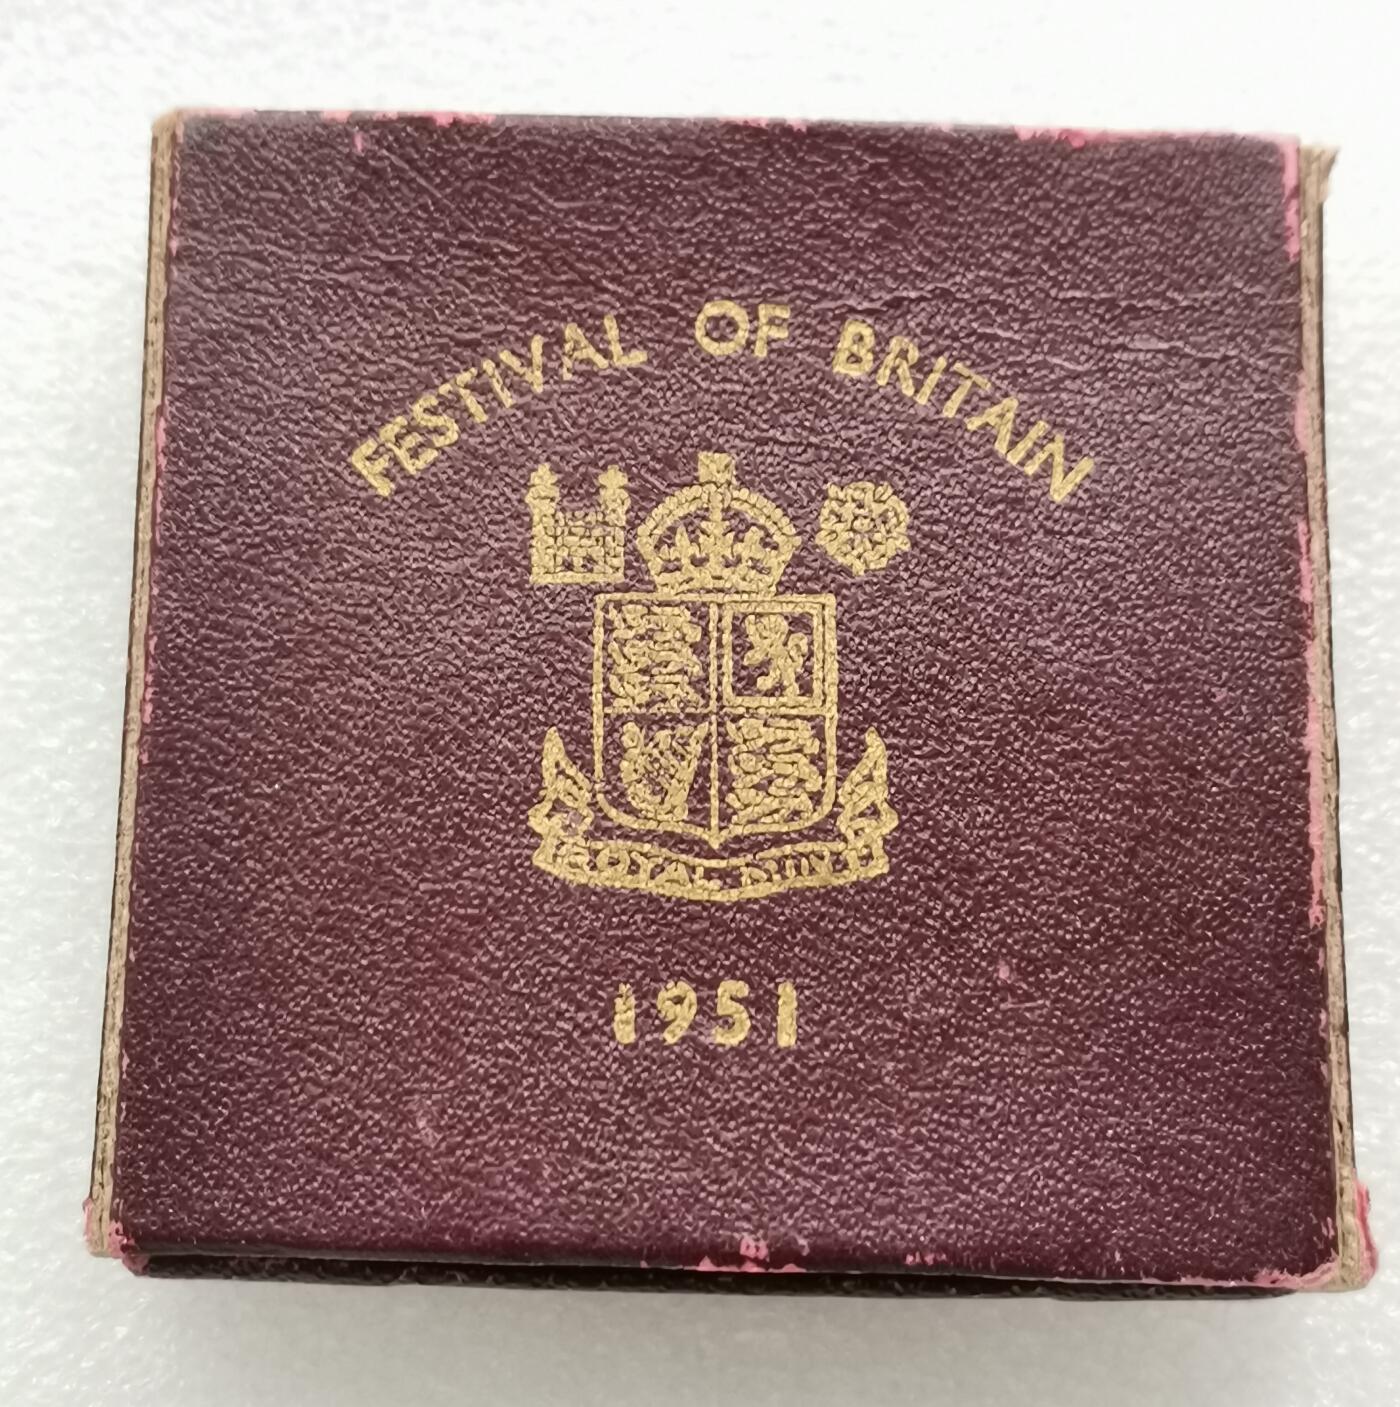 FESTIVAL OF BRITAIN
ROYAL MINT
1951